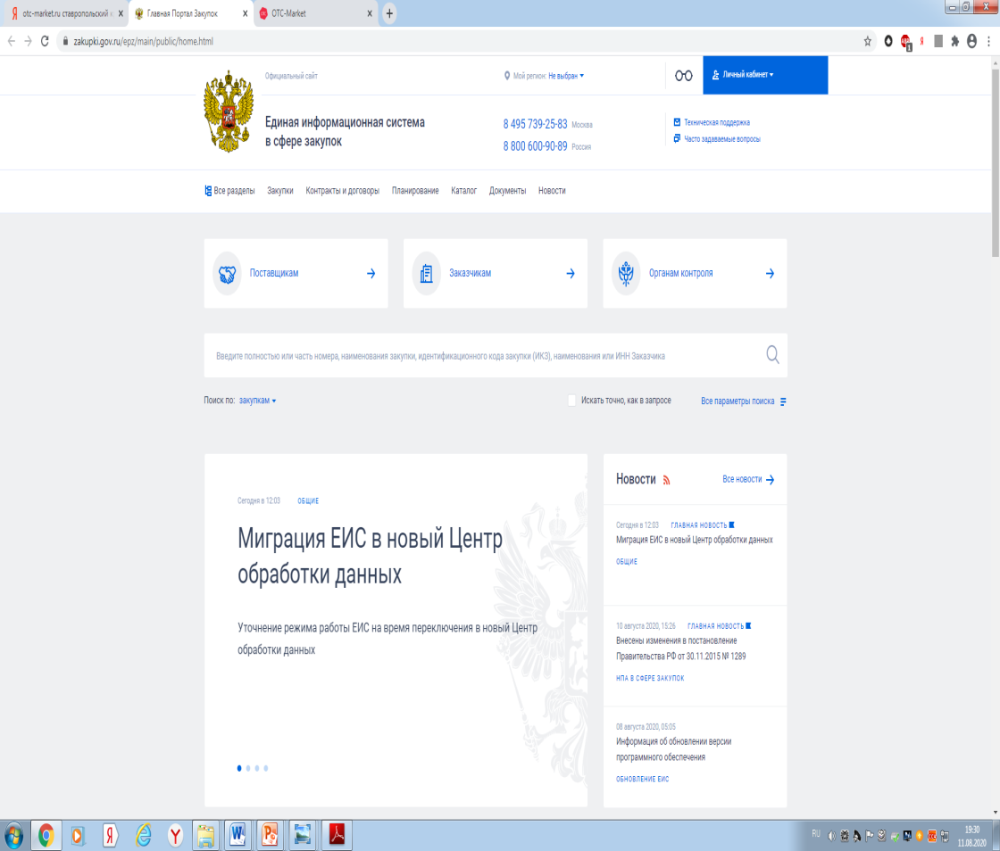 otc-market.ru ставропольский к
Главная Портал Закупок
OTC-Market
zakupki.gov.ru/epz/main/public/home.html
Официальный сайт
Мой регион: Не выбран
Личный кабинет
Единая информационная система
в сфере закупок
8 495 739-25-83 Москва
8 800 600-90-89 Россия
Техническая поддержка
Часто задаваемые вопросы
Все разделы Закупки Контракты и договоры Планирование Каталог Документы Новости
Поставщикам
Заказчикам
Органам контроля
Введите полностью или часть номера, наименования закупки, идентификационного кода закупки (ИКЗ), наименования или ИНН Заказчика
Поиск по: закупкам
Искать точно, как в запросе
Все параметры поиска
Сегодня в 12:03 ОБЩИЕ
Миграция ЕИС в новый Центр
обработки данных
Уточнение режима работы ЕИС на время переключения в новый Центр
обработки данных
Новости
Все новости
Сегодня в 12:03 ГЛАВНАЯ НОВОСТЬ
Миграция ЕИС в новый Центр обработки данных
ОБЩИЕ
10 августа 2020, 15:26 ГЛАВНАЯ НОВОСТЬ
Внесены изменения в постановление
Правительства РФ от 30.11.2015 № 1289
НПА В СФЕРЕ ЗАКУПОК
08 августа 2020, 05:05
Информация об обновлении версии
программного обеспечения
ОБНОВЛЕНИЕ ЕИС
RU
19:30
11.08.2020